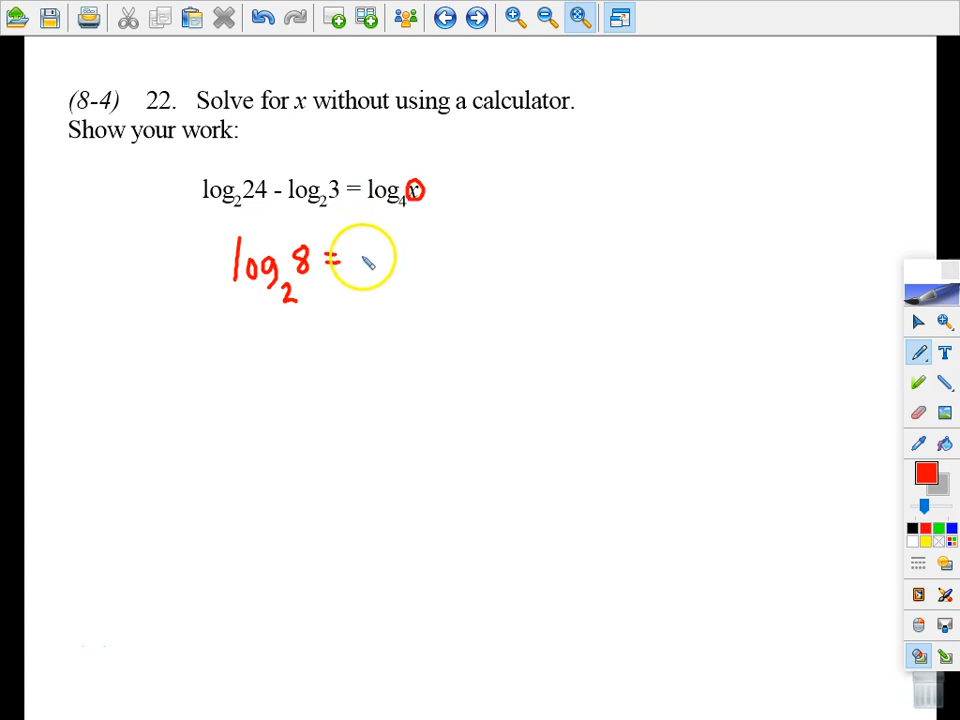 (8-4) 22. Solve for x without using a calculator.
Show your work:
log₂24 - log₂3 = log₄x
log₂8 =